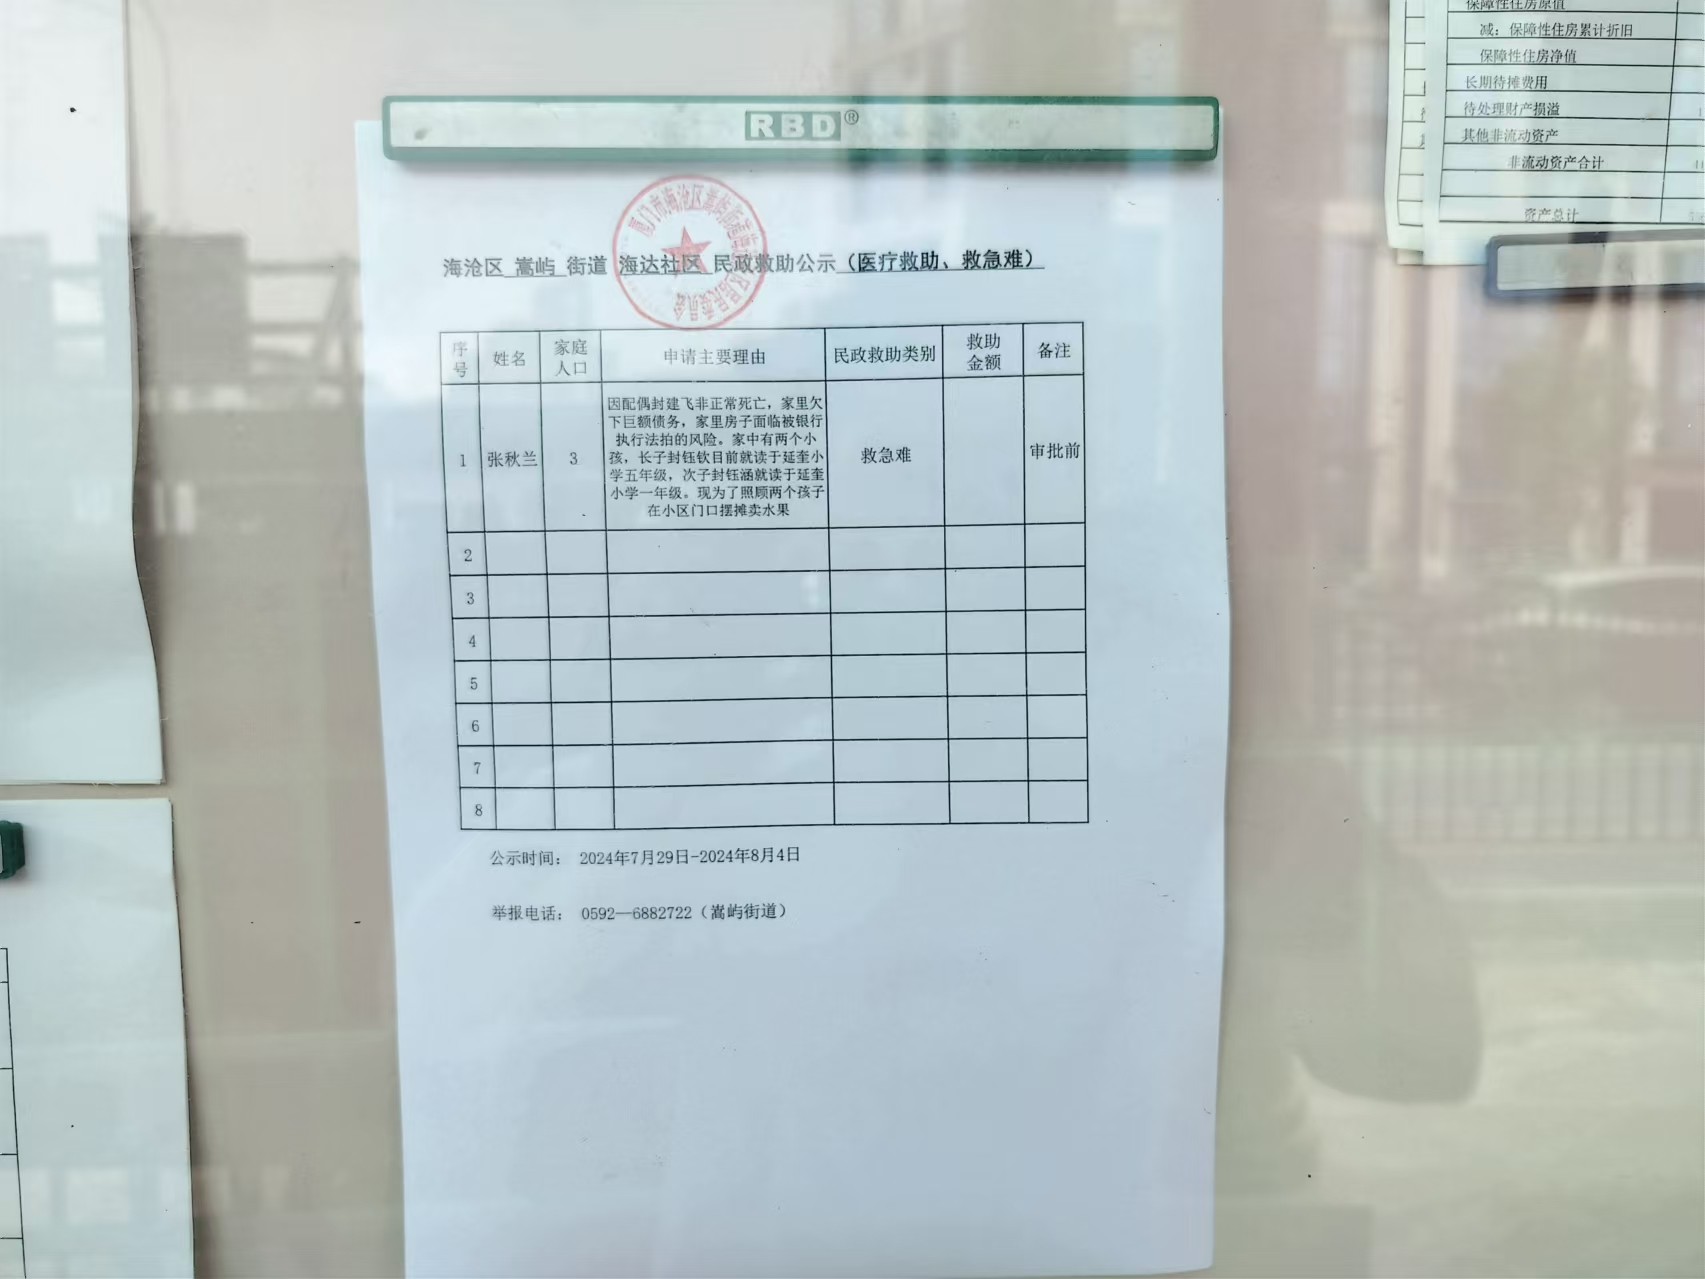 RBD®
海沧区 嵩屿 街道 海达社区 民政救助公示（医疗救助、救急难）
序号 姓名 家庭人口 申请主要理由 民政救助类别 救助金额 备注
1 张秋兰 3
因配偶封建飞非正常死亡，家里欠
下巨额债务，家里房子面临被银行
执行法拍的风险。家中有两个小
孩，长子封钰钦目前就读于延奎小
学五年级，次子封钰涵就读于延奎
小学一年级。现为了照顾两个孩子
在小区门口摆摊卖水果
救急难 审批前
2
3
4
5
6
7
8
公示时间： 2024年7月29日-2024年8月4日
举报电话： 0592—6882722（嵩屿街道）
保障性住房原值
减：保障性住房累计折旧
保障性住房净值
长期待摊费用
待处理财产损溢
其他非流动资产
非流动资产合计
资产总计